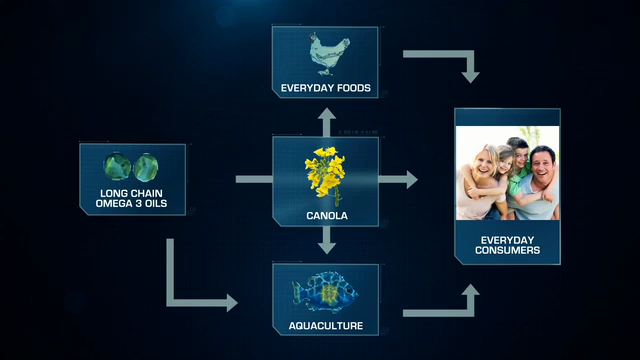 EVERYDAY FOODS
LONG CHAIN
OMEGA 3 OILS
CANOLA
EVERYDAY
CONSUMERS
AQUACULTURE